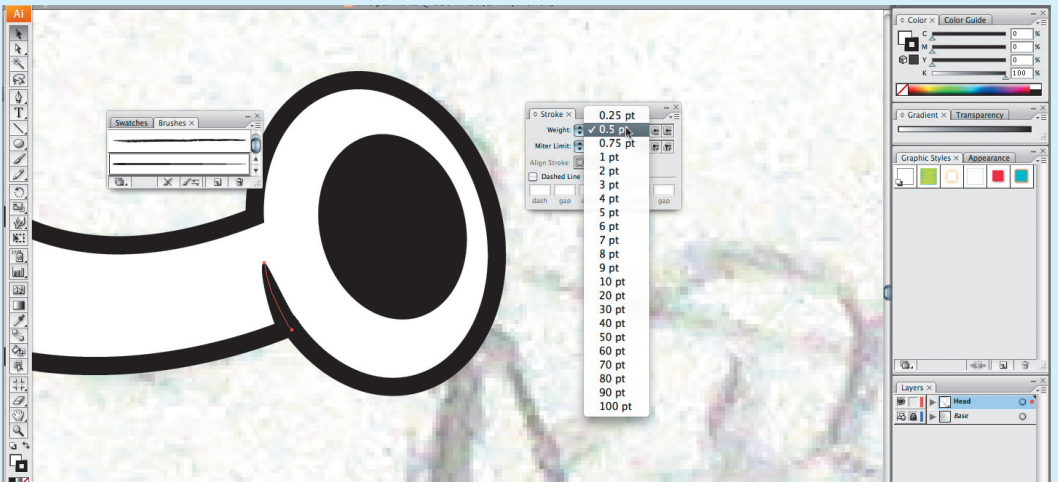 Ai
T
Swatches Brushes ×
Stroke ×
Weight:
Miter Limit:
Align Stroke:
Dashed Line
dash gap
gap
0.25 pt
✓ 0.5 pt
0.75 pt
1 pt
2 pt
3 pt
4 pt
5 pt
6 pt
7 pt
8 pt
9 pt
10 pt
20 pt
30 pt
40 pt
50 pt
60 pt
70 pt
80 pt
90 pt
100 pt
Color × Color Guide
C 0 %
M 0 %
Y 0 %
K 100 %
Gradient × Transparency
Graphic Styles × Appearance
Layers ×
Head
Base